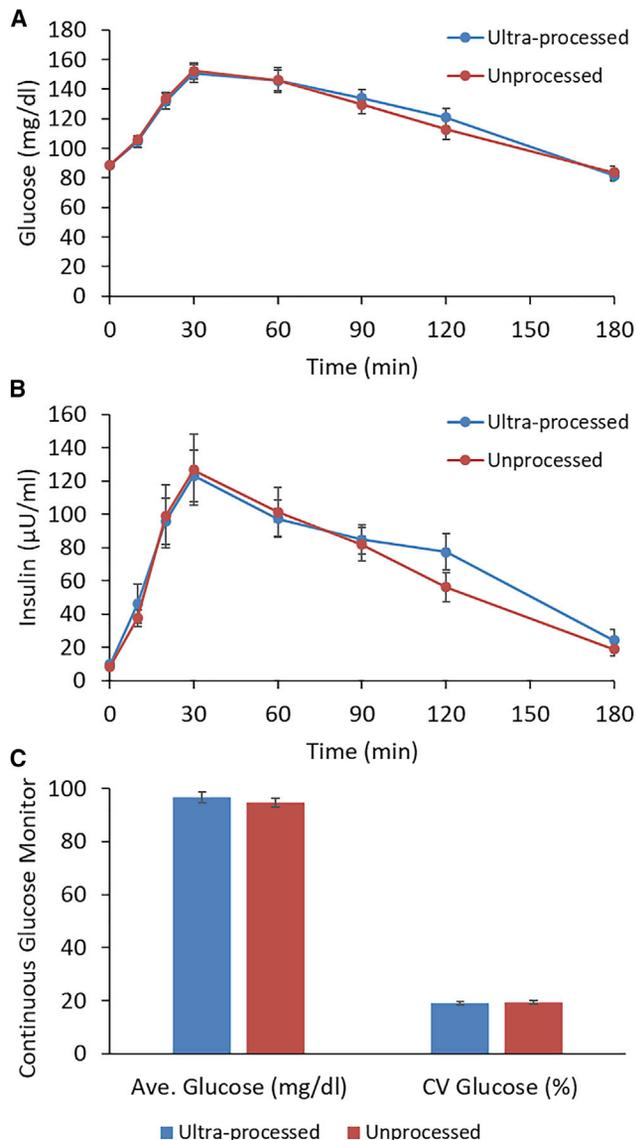 A
180
160
140
120
100
80
60
40
20
0
Glucose (mg/dl)
Ultra-processed
Unprocessed
0 30 60 90 120 150 180
Time (min)
B
160
140
120
100
80
60
40
20
0
Insulin (µU/ml)
Ultra-processed
Unprocessed
0 30 60 90 120 150 180
Time (min)
C
100
80
60
40
20
0
Continuous Glucose Monitor
Ave. Glucose (mg/dl) CV Glucose (%)
Ultra-processed Unprocessed